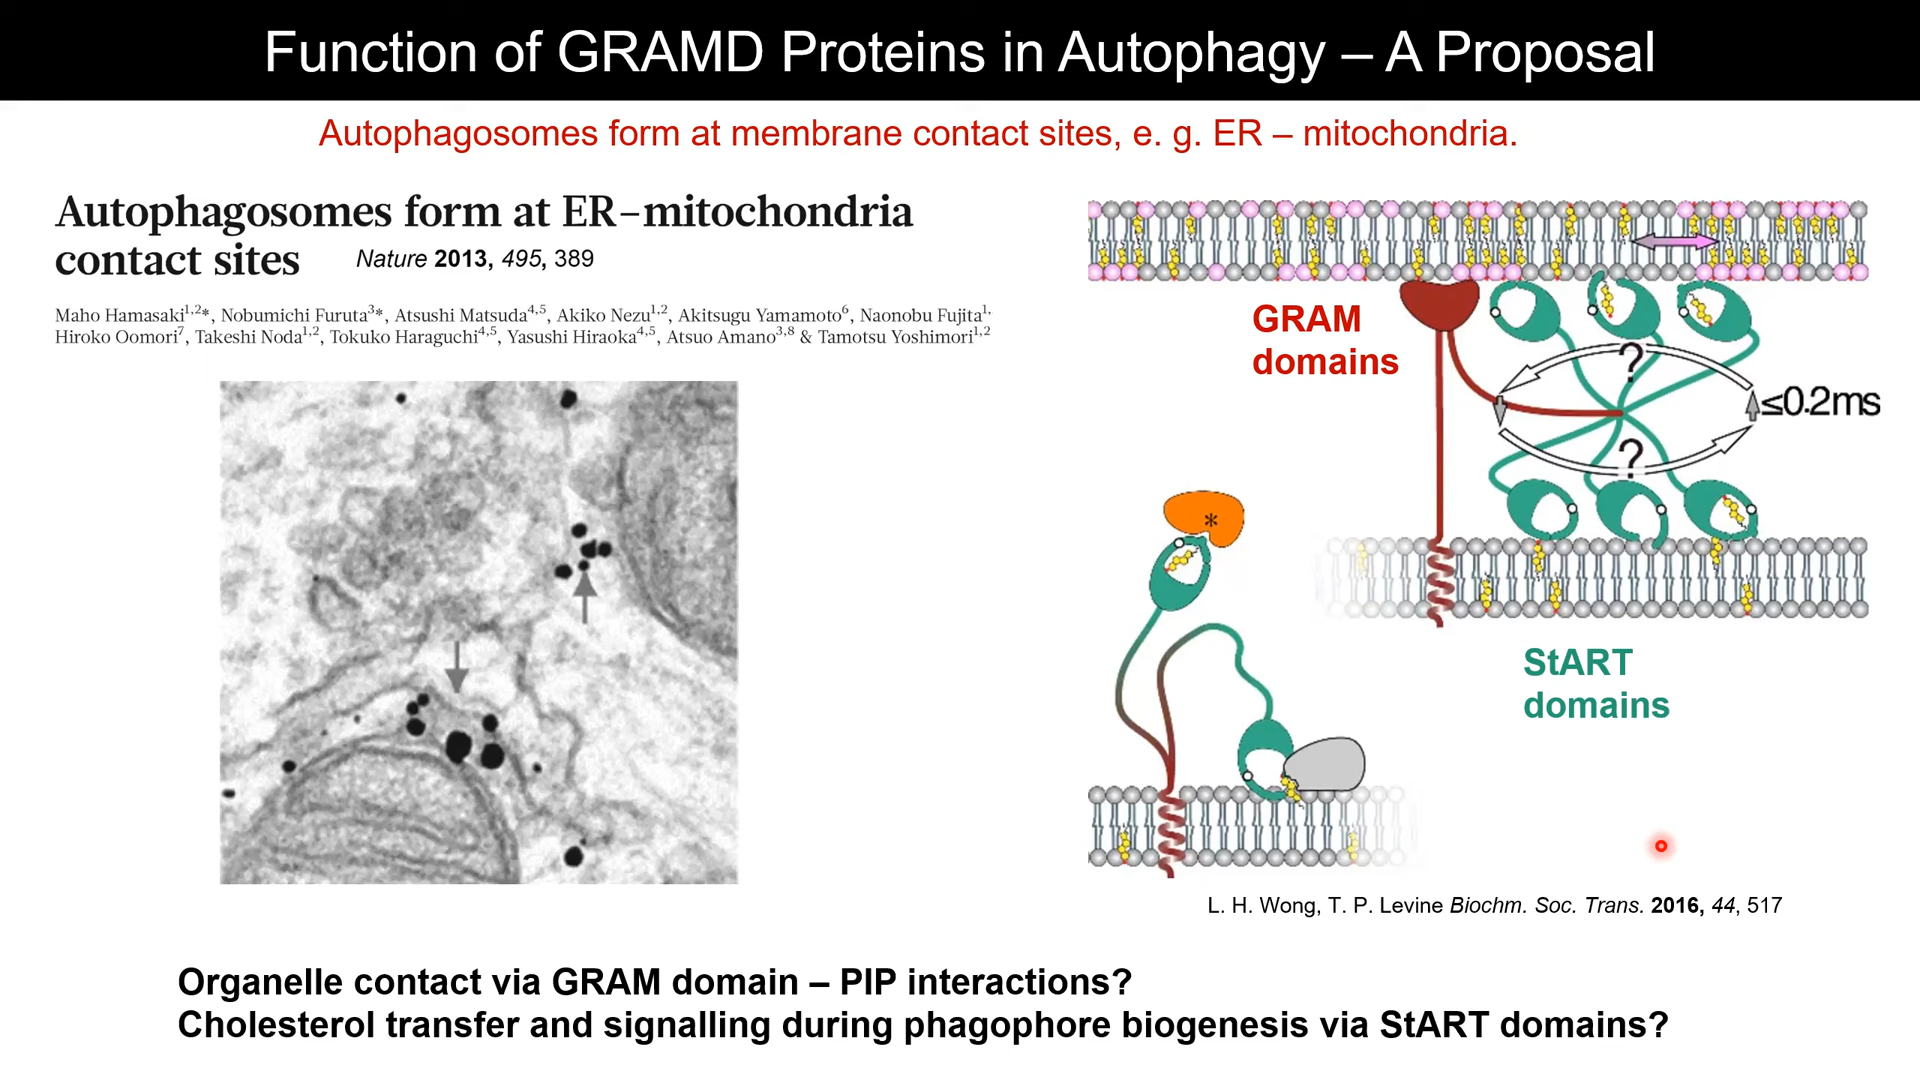 Function of GRAMD Proteins in Autophagy – A Proposal
Autophagosomes form at membrane contact sites, e. g. ER – mitochondria.
Autophagosomes form at ER–mitochondria
contact sites
Nature 2013, 495, 389
Maho Hamasaki1,2*, Nobumichi Furuta3*, Atsushi Matsuda4,5, Akiko Nezu1,2, Akitsugu Yamamoto6, Naonobu Fujita1,
Hiroko Oomori7, Takeshi Noda1,2, Tokuko Haraguchi4,5, Yasushi Hiraoka4,5, Atsuo Amano3,8 & Tamotsu Yoshimori1,2
GRAM
domains
?
≤0.2ms
?
*
StART
domains
L. H. Wong, T. P. Levine Biochm. Soc. Trans. 2016, 44, 517
Organelle contact via GRAM domain – PIP interactions?
Cholesterol transfer and signalling during phagophore biogenesis via StART domains?